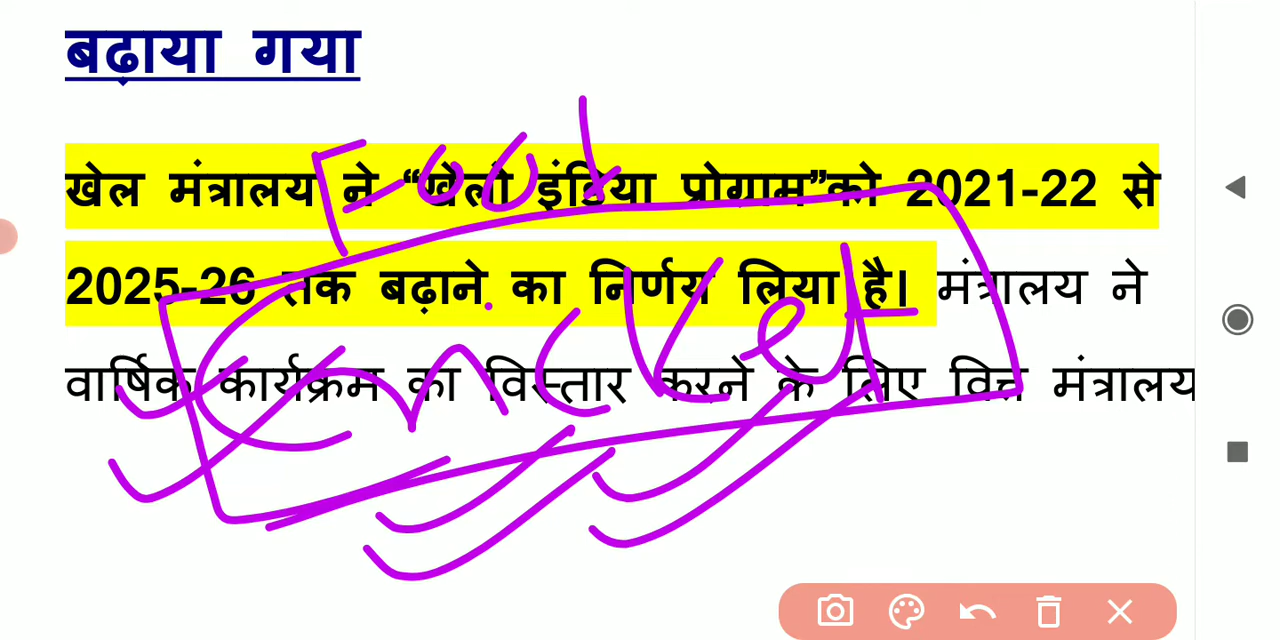 बढ़ाया गया
खेल मंत्रालय ने “खेलो इंडिया प्रोग्राम”को 2021-22 से
2025-26 तक बढ़ाने का निर्णय लिया है। मंत्रालय ने
वार्षिक कार्यक्रम का विस्तार करने के लिए वित्त मंत्रालय